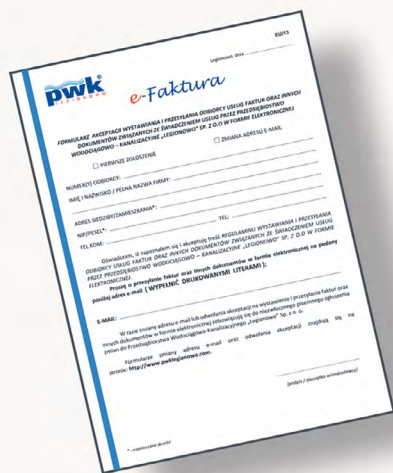 EU/13
Legionowo, dnia
pwk
LEGIONOWO
e-Faktura
FORMULARZ AKCEPTACJI WYSTAWIANIA I PRZESYŁANIA ODBIORCY USŁUG FAKTUR ORAZ INNYCH
DOKUMENTÓW ZWIĄZANYCH ZE ŚWIADCZENIEM USŁUG PRZEZ PRZEDSIĘBIORSTWO
WODOCIĄGOWO – KANALIZACYJNE „LEGIONOWO" SP. Z O.O W FORMIE ELEKTRONICZNEJ
☐ PIERWSZE ZGŁOSZENIE ☐ ZMIANA ADRESU E-MAIL
NUMER(Y) ODBIORCY:
IMIĘ I NAZWISKO / PEŁNA NAZWA FIRMY:
ADRES SIEDZIBY/ZAMIESZKANIA*:
NIP/PESEL*:
TEL KOM: TEL:
Oświadczam, iż zapoznałem się i akceptuję treść REGULAMINU WYSTAWIANIA I PRZESYŁANIA
ODBIORCY USŁUG FAKTUR ORAZ INNYCH DOKUMENTÓW ZWIĄZANYCH ZE ŚWIADCZENIEM USŁUG
PRZEZ PRZEDSIĘBIORSTWO WODOCIĄGOWO – KANALIZACYJNE „LEGIONOWO" SP. Z O.O W FORMIE
ELEKTRONICZNEJ.
Proszę o przesyłanie faktur oraz innych dokumentów w formie elektronicznej na podany
poniżej adres e-mail (WYPEŁNIĆ DRUKOWANYMI LITERAMI):
E-MAIL:
W razie zmiany adresu e-mail lub odwołania akceptacji na wystawienie i przesyłanie faktur oraz
innych dokumentów w formie elektronicznej zobowiązuję się do niezwłocznego pisemnego zgłoszenia
zmian do Przedsiębiorstwa Wodociągowo Kanalizacyjnego „Legionowo" Sp. z o. o.
Formularze zmiany adresu e-mail oraz odwołania akceptacji znajdują się na
stronie: http://www.pwklegionowo.com.
(podpis / pieczątka wnioskodawcy)
* - niepotrzebne skreślić